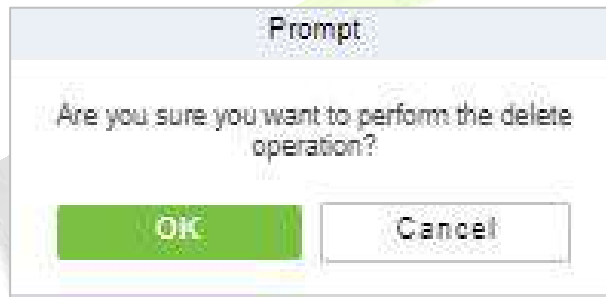 Prompt
Are you sure you want to perform the delete
operation?
OK
Cancel